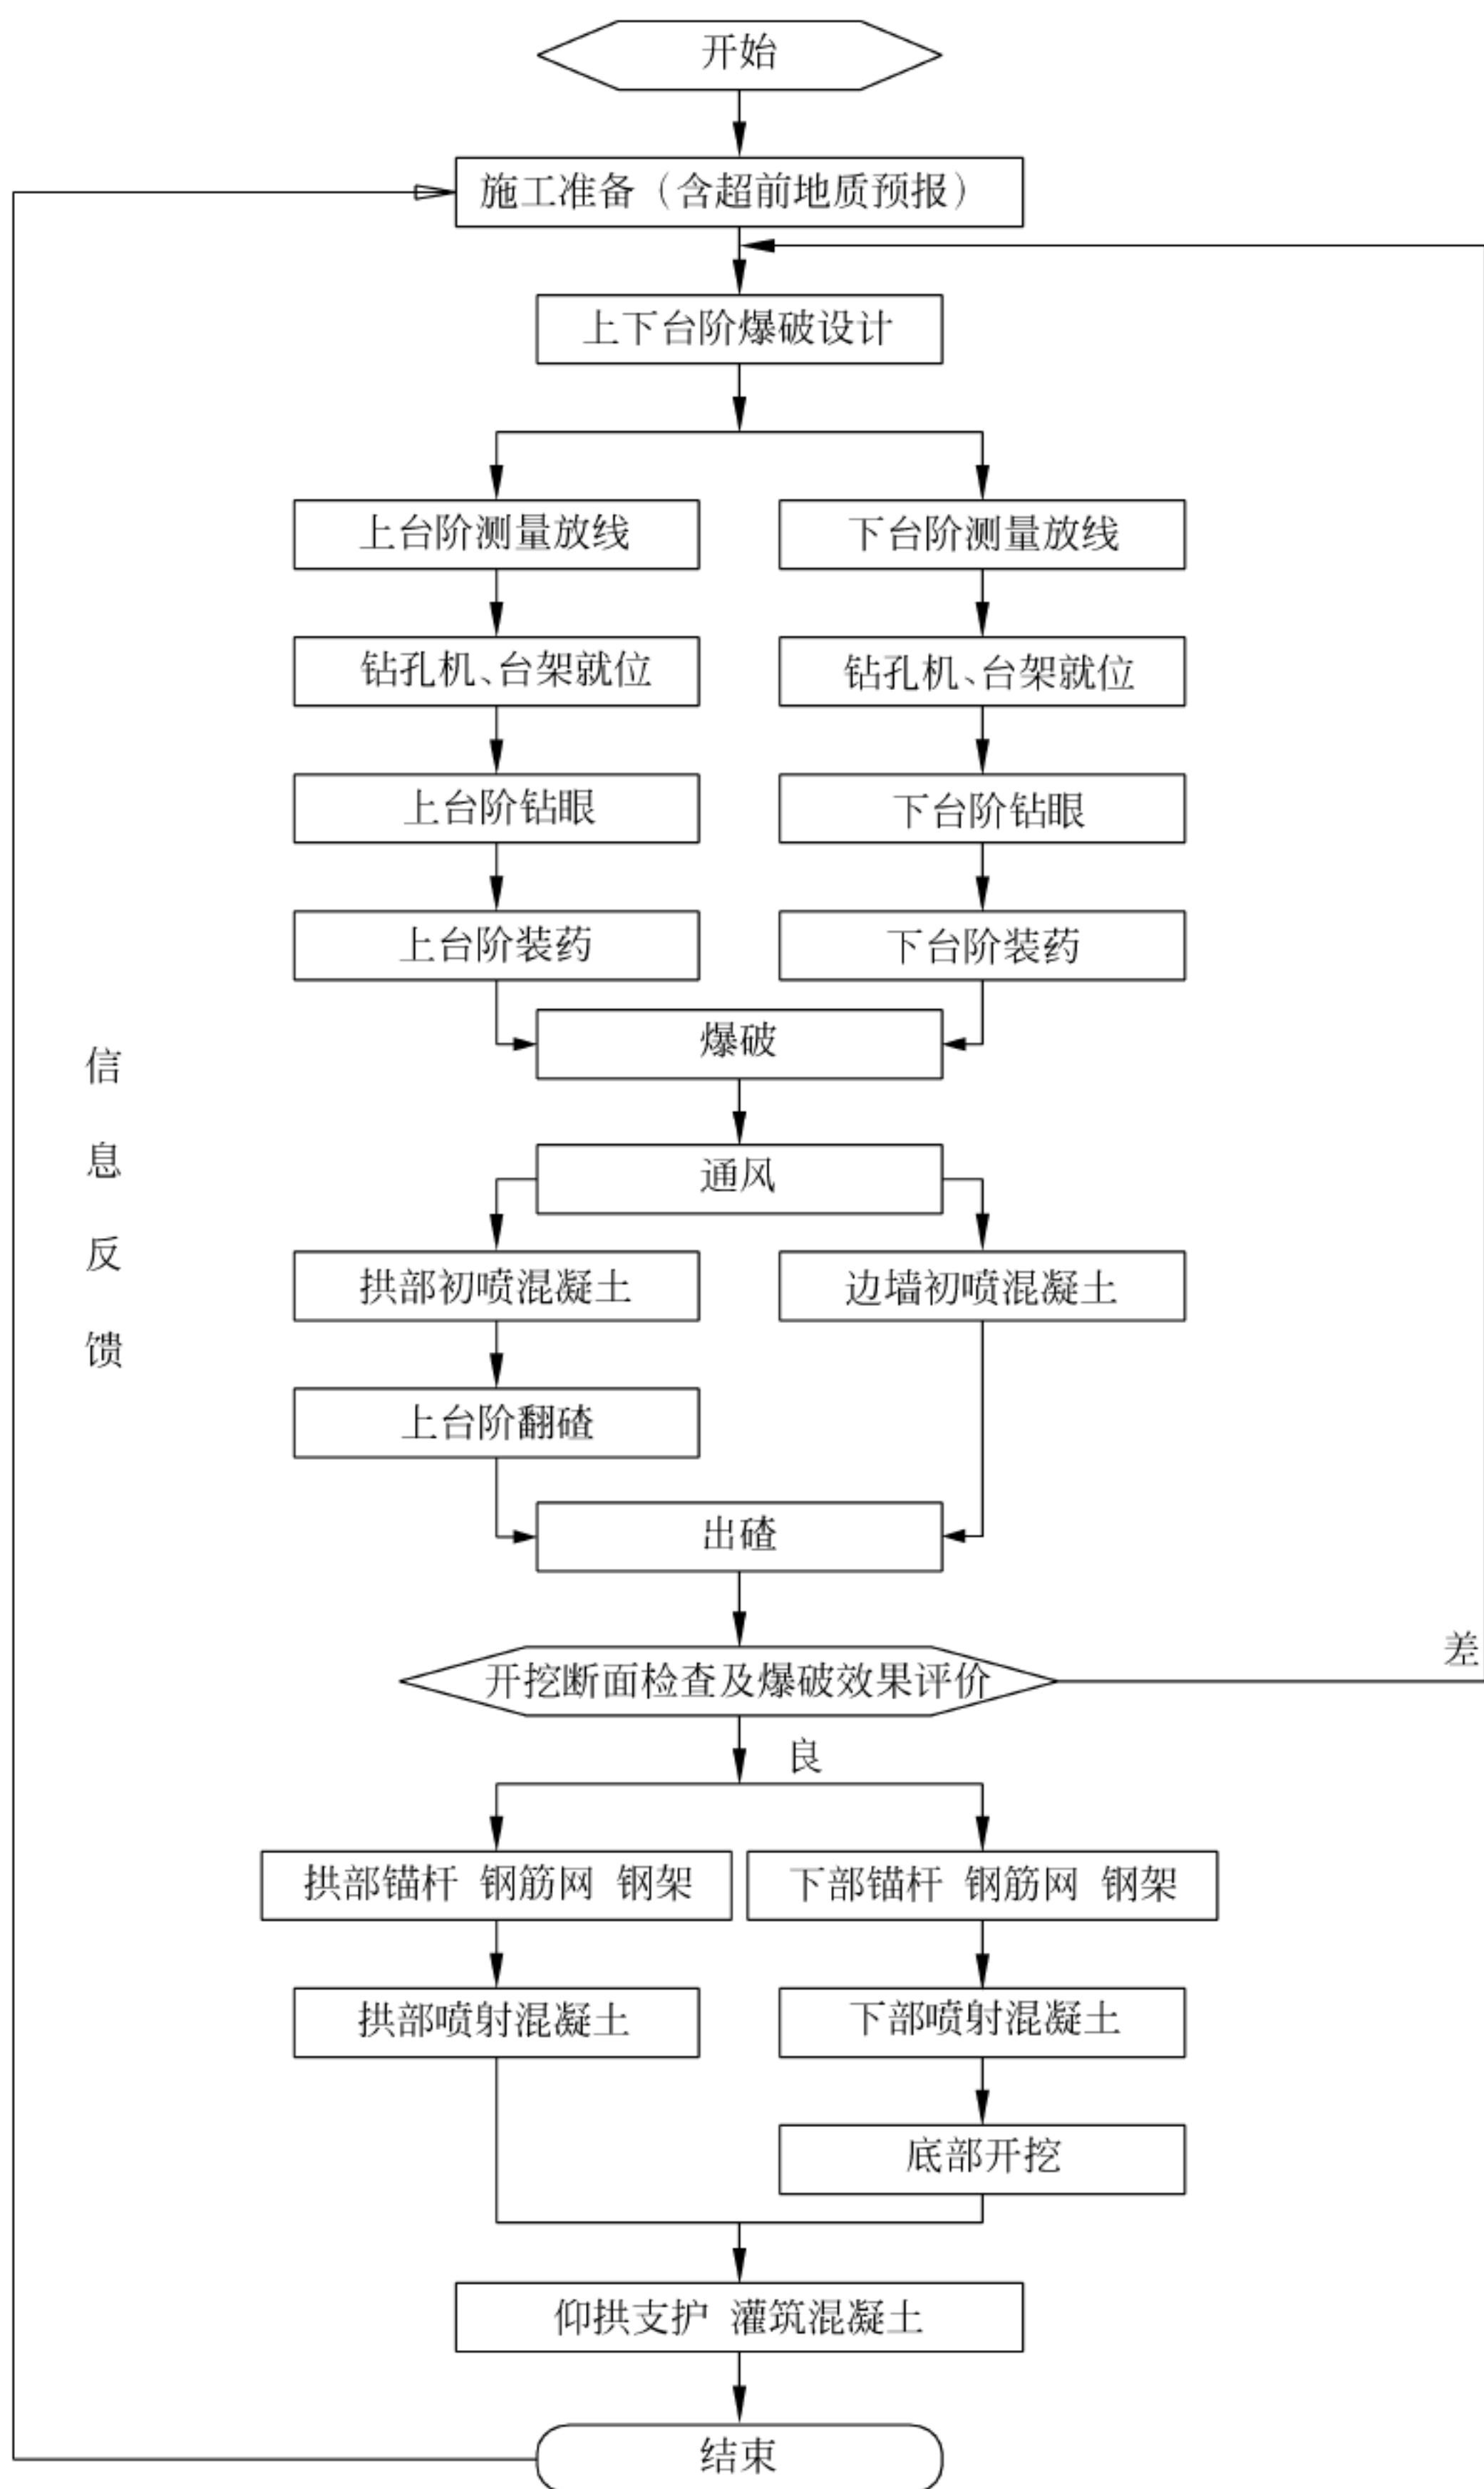 开始
施工准备（含超前地质预报）
上下台阶爆破设计
上台阶测量放线
下台阶测量放线
钻孔机、台架就位
钻孔机、台架就位
上台阶钻眼
下台阶钻眼
上台阶装药
下台阶装药
爆破
信
息
反
馈
通风
拱部初喷混凝土
边墙初喷混凝土
上台阶翻碴
出碴
开挖断面检查及爆破效果评价
差
良
拱部锚杆 钢筋网 钢架
下部锚杆 钢筋网 钢架
拱部喷射混凝土
下部喷射混凝土
底部开挖
仰拱支护 灌筑混凝土
结束